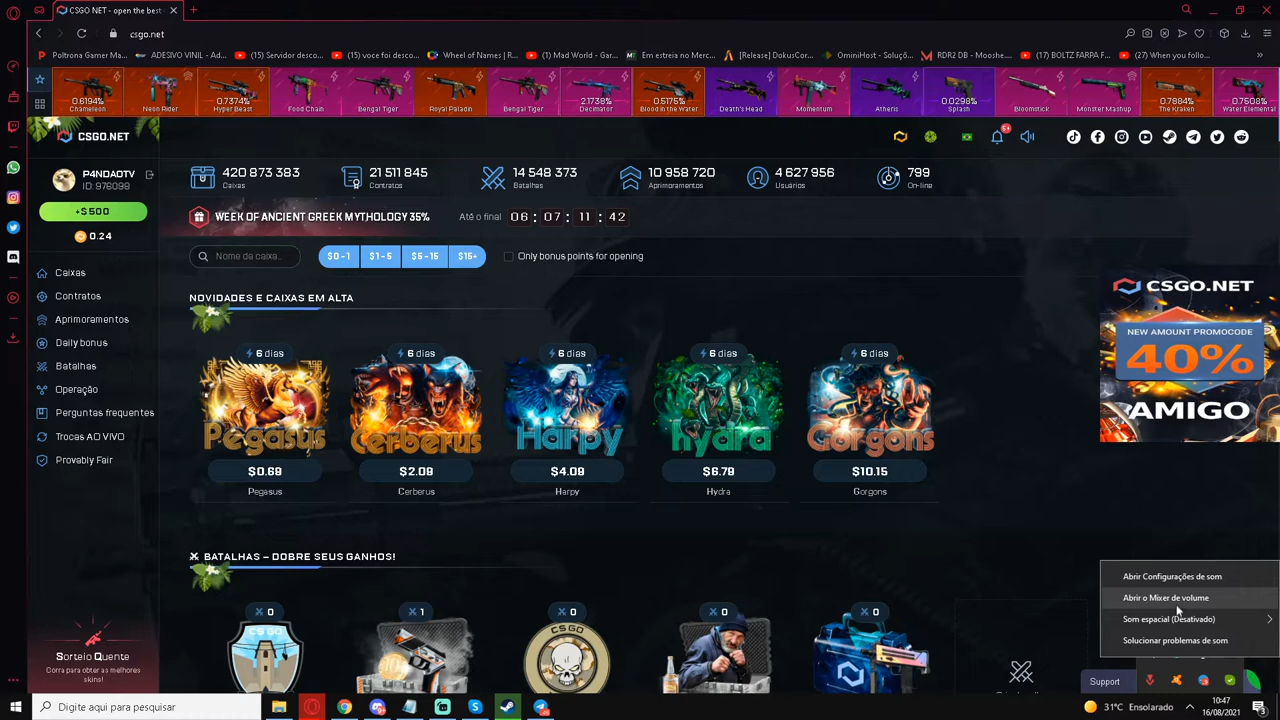 CSGO NET - open the best
csgo.net
Poltrona Gamer Ma...
ADESIVO VINIL - Ad...
(15) Servidor desco...
(15) voce foi desco...
Wheel of Names | R...
(1) Mad World - Gar...
Em estreia no Merc...
[Release] DokusCor...
OminiHost - Soluçõ...
RDR2 DB - Mooshe...
(17) BOLTZ FARPA F...
(27) When you follo...
0.6194%
Chameleon
Neon Rider
0.7374%
Hyper Beast
Food Chain
Bengal Tiger
Royal Paladin
Bengal Tiger
2.1738%
Decimator
0.5175%
Blood in the Water
Death's Head
Momentum
Atheris
0.0298%
Splash
Bloomstick
Monster Mashup
0.7884%
The Kraken
0.7508%
Water Elemental
CSGO.NET
5+
P4NDAOTV
ID: 976098
+$500
0.24
420 873 383
Caixas
21 511 845
Contratos
14 548 373
Batalhas
10 958 720
Aprimoramentos
4 627 956
Usuários
799
On-line
WEEK OF ANCIENT GREEK MYTHOLOGY 35%
Até o final
06 : 07 : 11 : 42
Nome da caixa..
$0-1
$1-5
$5-15
$15+
Only bonus points for opening
Caixas
Contratos
Aprimoramentos
Daily bonus
Batalhas
Operação
Perguntas frequentes
Trocas AO VIVO
Provably Fair
NOVIDADES E CAIXAS EM ALTA
6 dias
6 dias
6 dias
6 dias
6 dias
Pegasus
Cerberus
Harpy
hydra
Gorgons
$0.69
$2.09
$4.09
$6.79
$10.15
Pegasus
Cerberus
Harpy
Hydra
Gorgons
CSGO.NET
NEW AMOUNT PROMOCODE
40%
AMIGO
BATALHAS – DOBRE SEUS GANHOS!
0
1
0
0
0
CS GO
Sorteio Quente
Corra para obter as melhores
skins!
Abrir Configurações de som
Abrir o Mixer de volume
Som espacial (Desativado)
Solucionar problemas de som
Support
Digite aqui para pesquisar
31°C Ensolarado
10:47
16/08/2021
3